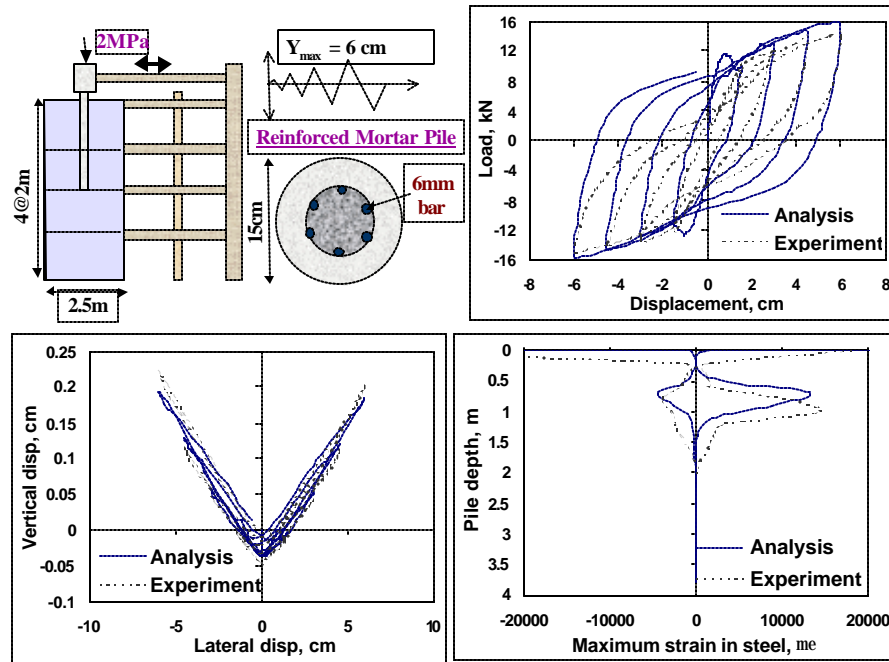 2MPa
Ymax = 6 cm
Reinforced Mortar Pile
6mm
bar
4@2m
15cm
2.5m
16
12
8
4
0
-4
-8
-12
-16
Load, kN
Analysis
Experiment
-8 -6 -4 -2 0 2 4 6 8
Displacement, cm
0.25
0.2
0.15
0.1
0.05
0
-0.05
-0.1
Vertical disp, cm
Analysis
Experiment
-10 -5 0 5 10
Lateral disp, cm
0
0.5
1
1.5
2
2.5
3
3.5
4
Pile depth, m
Analysis
Experiment
-20000 -10000 0 10000 20000
Maximum strain in steel, me